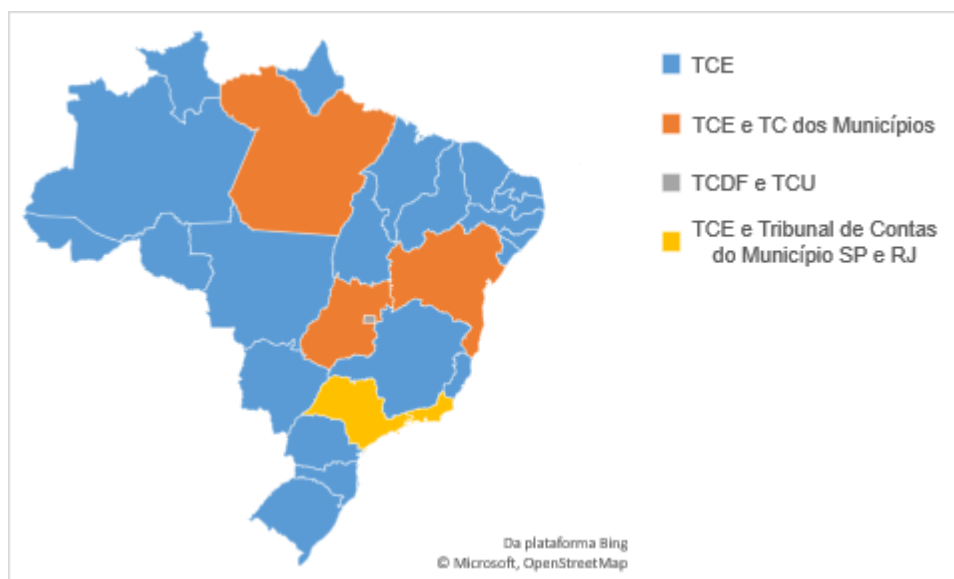 TCE
TCE e TC dos Municípios
TCDF e TCU
TCE e Tribunal de Contas
do Município SP e RJ
Da plataforma Bing
© Microsoft, OpenStreetMap